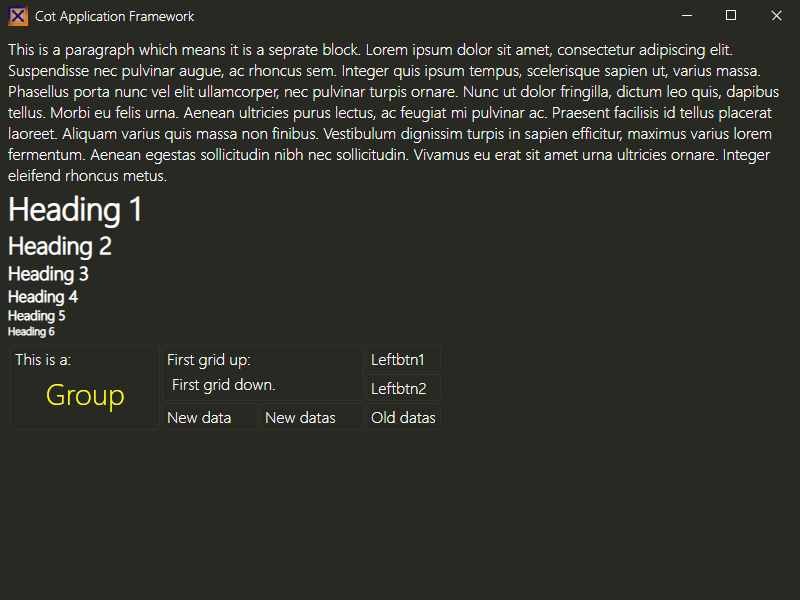 Cot Application Framework
This is a paragraph which means it is a seprate block. Lorem ipsum dolor sit amet, consectetur adipiscing elit.
Suspendisse nec pulvinar augue, ac rhoncus sem. Integer quis ipsum tempus, scelerisque sapien ut, varius massa.
Phasellus porta nunc vel elit ullamcorper, nec pulvinar turpis ornare. Nunc ut dolor fringilla, dictum leo quis, dapibus
tellus. Morbi eu felis urna. Aenean ultricies purus lectus, ac feugiat mi pulvinar ac. Praesent facilisis id tellus placerat
laoreet. Aliquam varius quis massa non finibus. Vestibulum dignissim turpis in sapien efficitur, maximus varius lorem
fermentum. Aenean egestas sollicitudin nibh nec sollicitudin. Vivamus eu erat sit amet urna ultricies ornare. Integer
eleifend rhoncus metus.
Heading 1
Heading 2
Heading 3
Heading 4
Heading 5
Heading 6
This is a:
Group
First grid up:
First grid down.
Leftbtn1
Leftbtn2
New data
New datas
Old datas